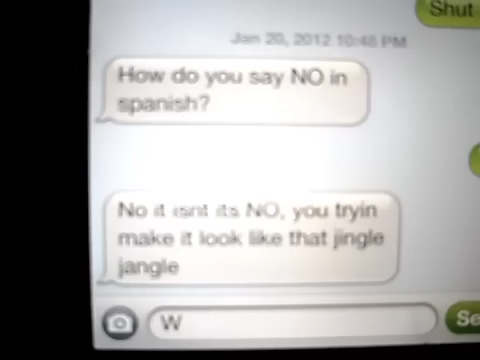 Shut
Jan 20, 2012 10:48 PM
How do you say NO in
spanish?
No it isnt its NO, you tryin
make it look like that jingle
jangle
W
Se